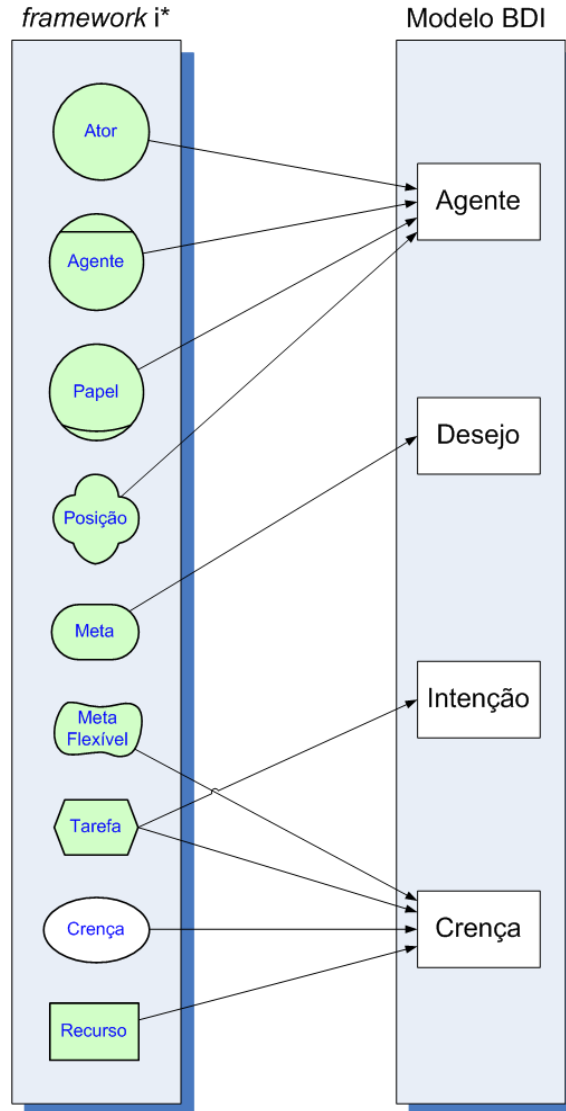 framework i*
Modelo BDI
Ator
Agente
Papel
Posição
Meta
Meta
Flexível
Tarefa
Crença
Recurso
Agente
Desejo
Intenção
Crença